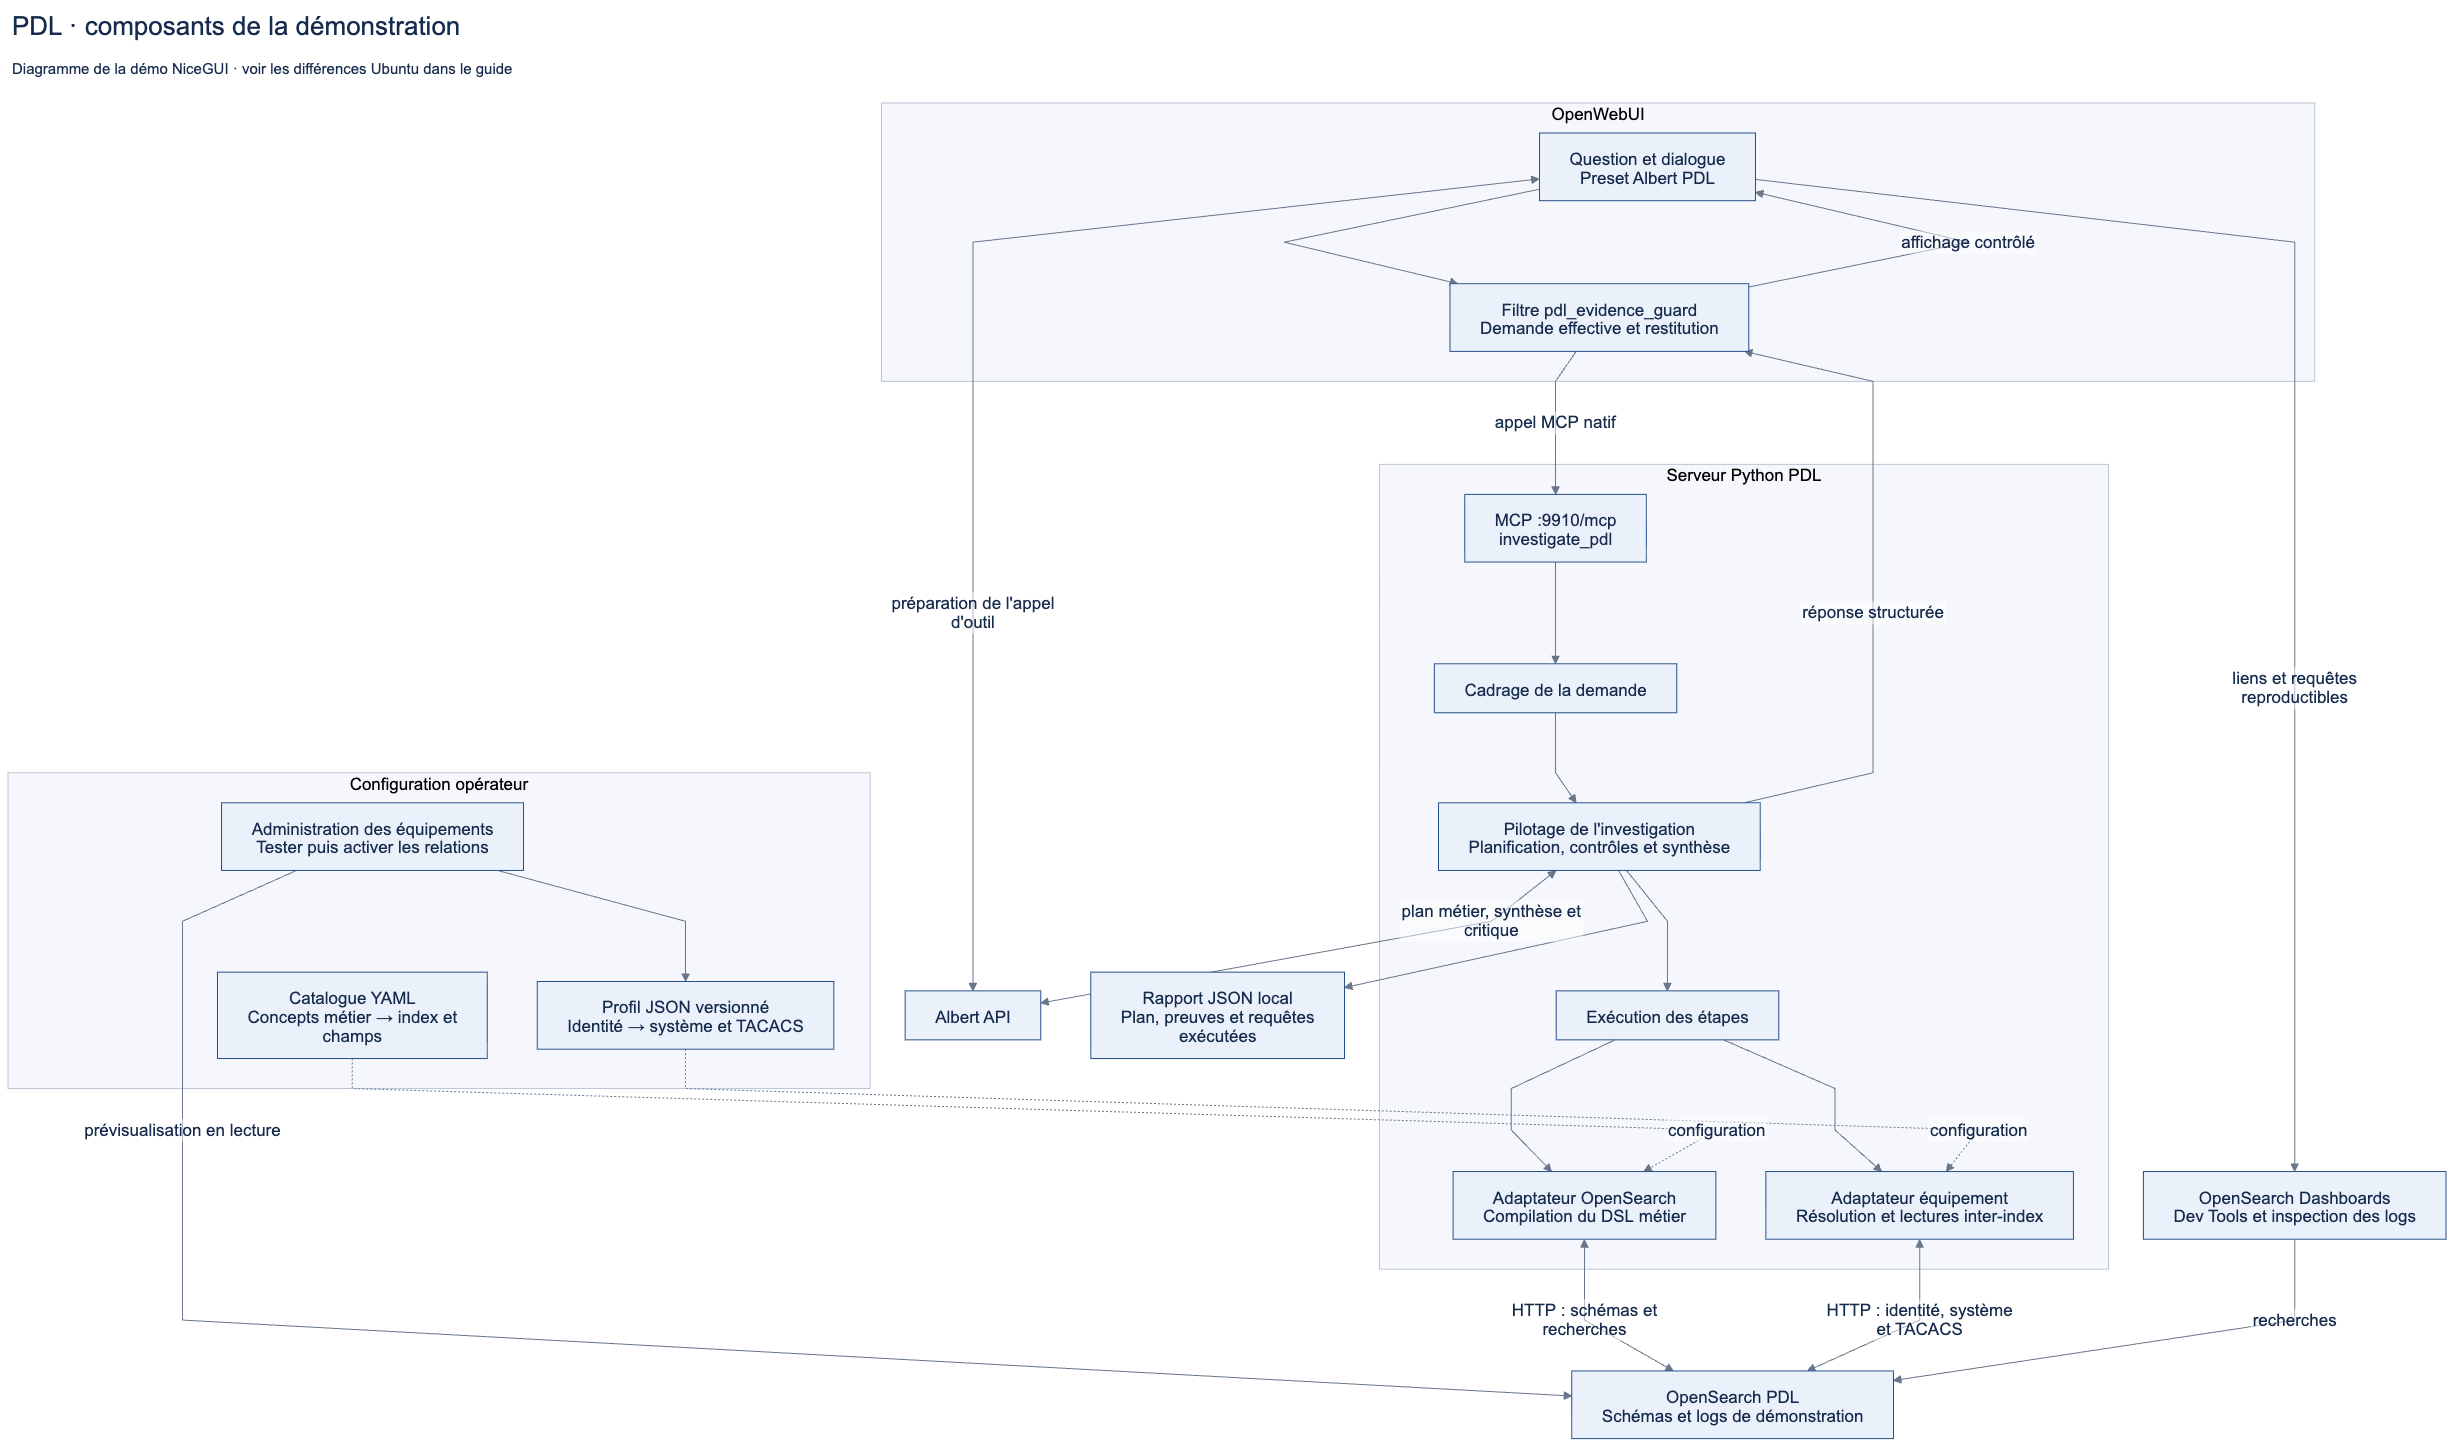 PDL · composants de la démonstration
Diagramme de la démo NiceGUI · voir les différences Ubuntu dans le guide
OpenWebUI
Question et dialogue
Preset Albert PDL
affichage contrôlé
Filtre pdl_evidence_guard
Demande effective et restitution
appel MCP natif
Serveur Python PDL
MCP :9910/mcp
investigate_pdl
préparation de l'appel
d'outil
réponse structurée
Cadrage de la demande
liens et requêtes
reproductibles
Configuration opérateur
Administration des équipements
Tester puis activer les relations
Pilotage de l'investigation
Planification, contrôles et synthèse
plan métier, synthèse et
critique
Catalogue YAML
Concepts métier → index et
champs
Profil JSON versionné
Identité → système et TACACS
Albert API
Rapport JSON local
Plan, preuves et requêtes
exécutées
Exécution des étapes
prévisualisation en lecture
configuration
configuration
Adaptateur OpenSearch
Compilation du DSL métier
Adaptateur équipement
Résolution et lectures inter-index
OpenSearch Dashboards
Dev Tools et inspection des logs
HTTP : schémas et
recherches
HTTP : identité, système
et TACACS
recherches
OpenSearch PDL
Schémas et logs de démonstration